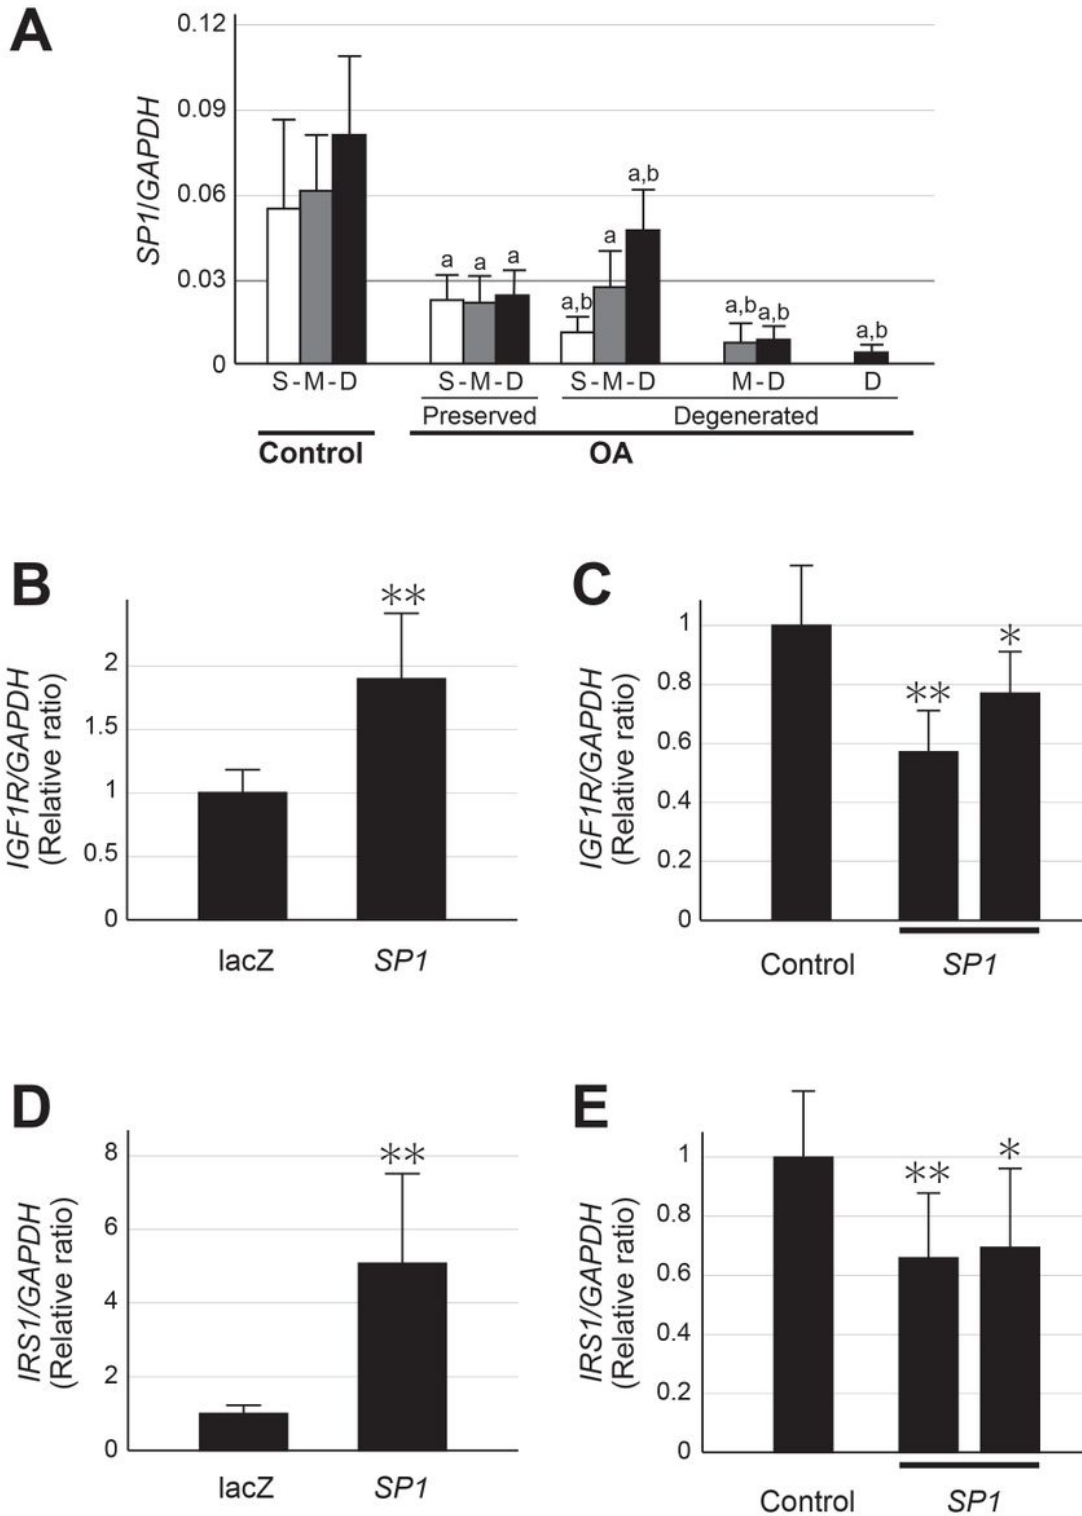 A
SP1/GAPDH
0.12
0.09
0.06
0.03
0
a a a
a,b a a,b
a,b a,b
a,b
S-M-D S-M-D S-M-D M-D D
Preserved Degenerated
Control OA
B
IGF1R/GAPDH
(Relative ratio)
2
1.5
1
0.5
0
**
lacZ SP1
C
IGF1R/GAPDH
(Relative ratio)
1
0.8
0.6
0.4
0.2
0
** *
Control SP1
D
IRS1/GAPDH
(Relative ratio)
8
6
4
2
0
**
lacZ SP1
E
IRS1/GAPDH
(Relative ratio)
1
0.8
0.6
0.4
0.2
0
** *
Control SP1